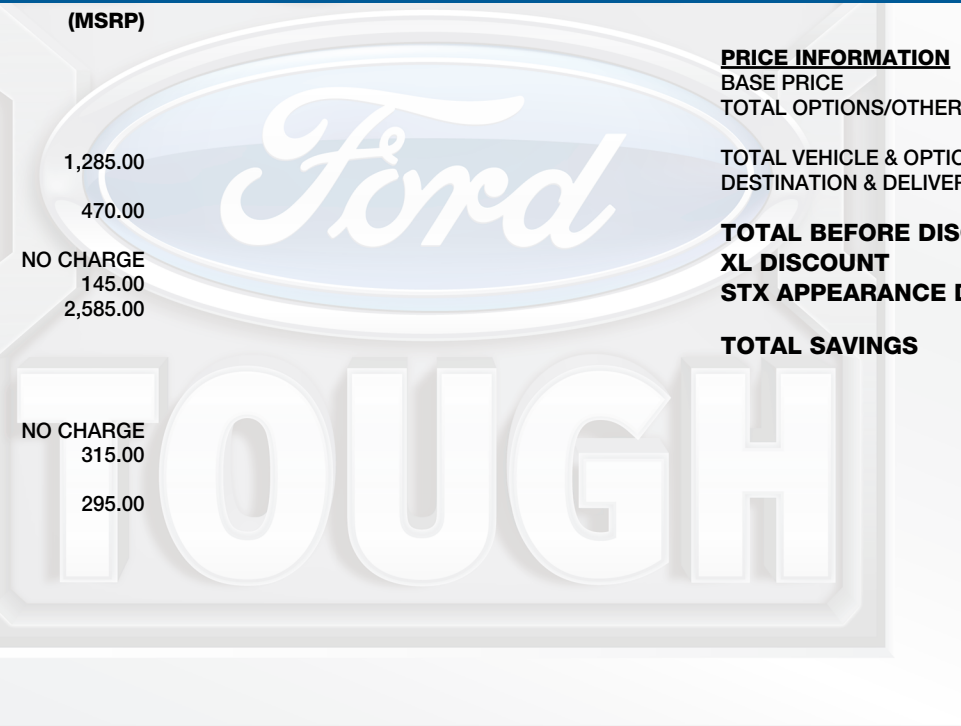 (MSRP)
1,285.00
470.00
NO CHARGE
145.00
2,585.00
NO CHARGE
315.00
295.00
PRICE INFORMATION
BASE PRICE
TOTAL OPTIONS/OTHER
TOTAL VEHICLE & OPTIO
DESTINATION & DELIVER
TOTAL BEFORE DISC
XL DISCOUNT
STX APPEARANCE D
TOTAL SAVINGS
Ford
TOUGH